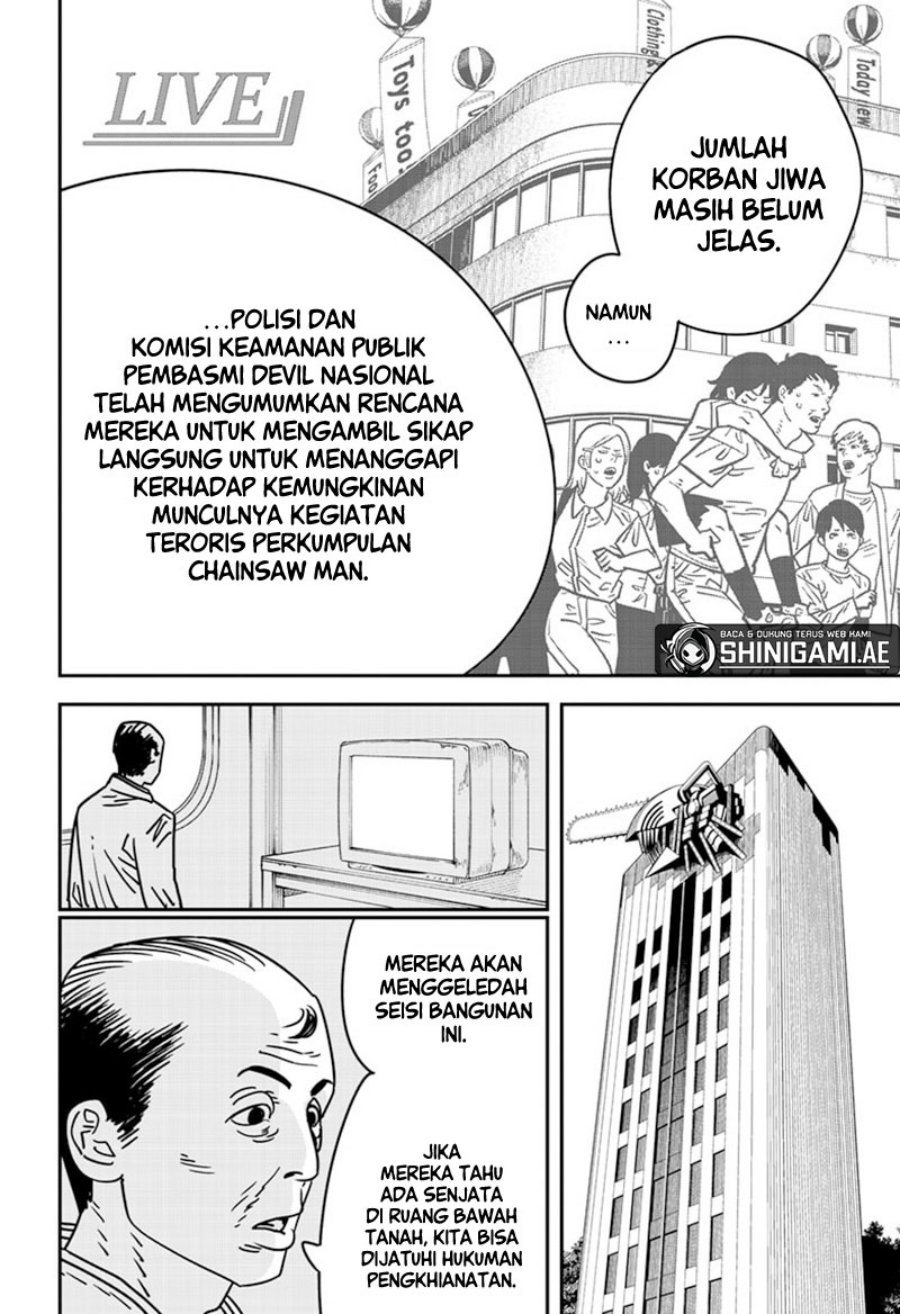 LIVE
Toys too!
Foo
Clothing &
Today
JUMLAH
KORBAN JIWA
MASIH BELUM
JELAS.
NAMUN
...
...POLISI DAN
KOMISI KEAMANAN PUBLIK
PEMBASMI DEVIL NASIONAL
TELAH MENGUMUMKAN RENCANA
MEREKA UNTUK MENGAMBIL SIKAP
LANGSUNG UNTUK MENANGGAPI
KERHADAP KEMUNGKINAN
MUNCULNYA KEGIATAN
TERORIS PERKUMPULAN
CHAINSAW MAN.
BACA & DUKUNG TERUS WEB KAMI
SHINIGAMI.AE
MEREKA AKAN
MENGGELEDAH
SEISI BANGUNAN
INI.
JIKA
MEREKA TAHU
ADA SENJATA
DI RUANG BAWAH
TANAH, KITA BISA
DIJATUHI HUKUMAN
PENGKHIANATAN.